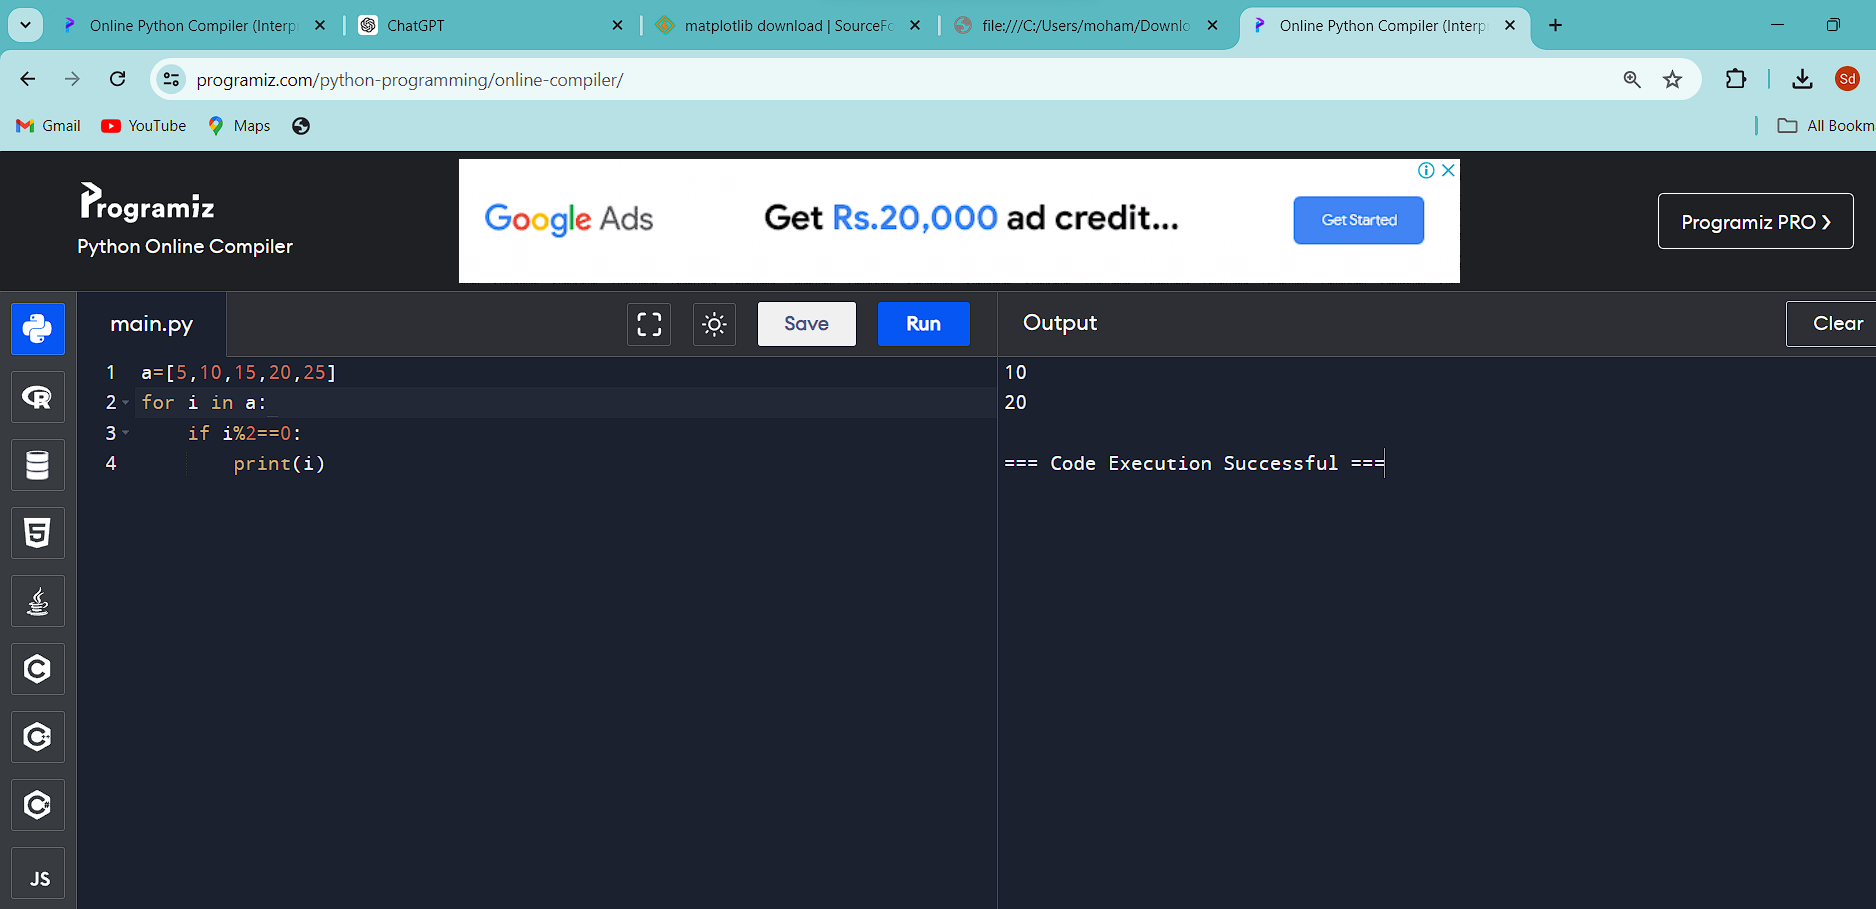 Online Python Compiler (Interp
ChatGPT
matplotlib download | SourceFo
file:///C:/Users/moham/Downlo
Online Python Compiler (Interp
programiz.com/python-programming/online-compiler/
Sd
Gmail
YouTube
Maps
All Bookm
Programiz
Python Online Compiler
Google Ads
Get Rs.20,000 ad credit...
Get Started
Programiz PRO ❯
main.py
Save
Run
Output
Clear
1 a=[5,10,15,20,25]
2 for i in a:
3     if i%2==0:
4         print(i)
10
20
=== Code Execution Successful ===
R
5
C
C++
C#
JS